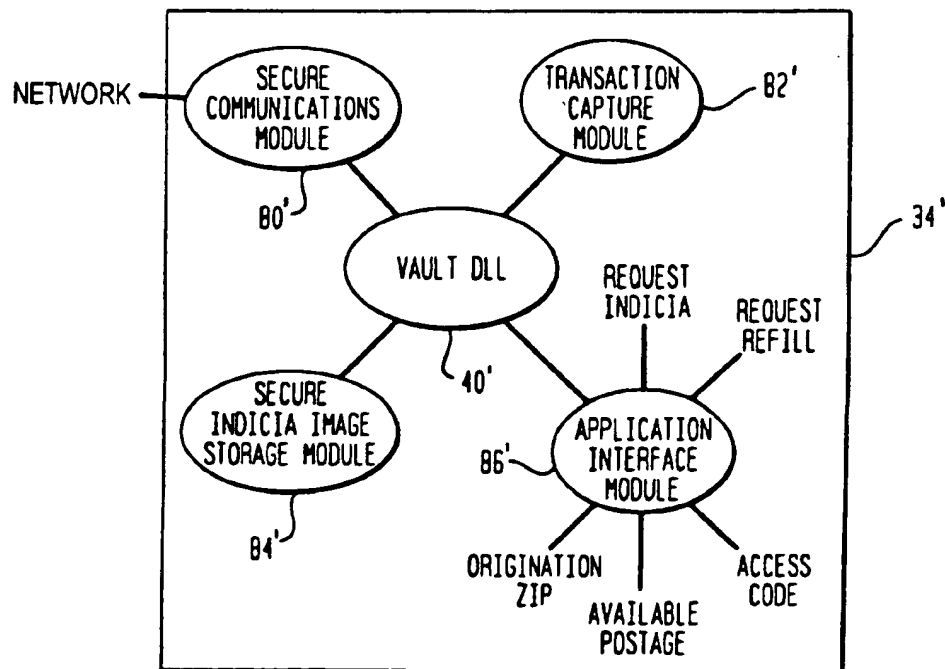 NETWORK
SECURE
COMMUNICATIONS
MODULE
80'
TRANSACTION
CAPTURE MODULE
82'
34'
VAULT DLL
40'
REQUEST
INDICIA
REQUEST
REFILL
SECURE
INDICIA IMAGE
STORAGE MODULE
84'
APPLICATION
INTERFACE
MODULE
86'
ORIGINATION
ZIP
AVAILABLE
POSTAGE
ACCESS
CODE